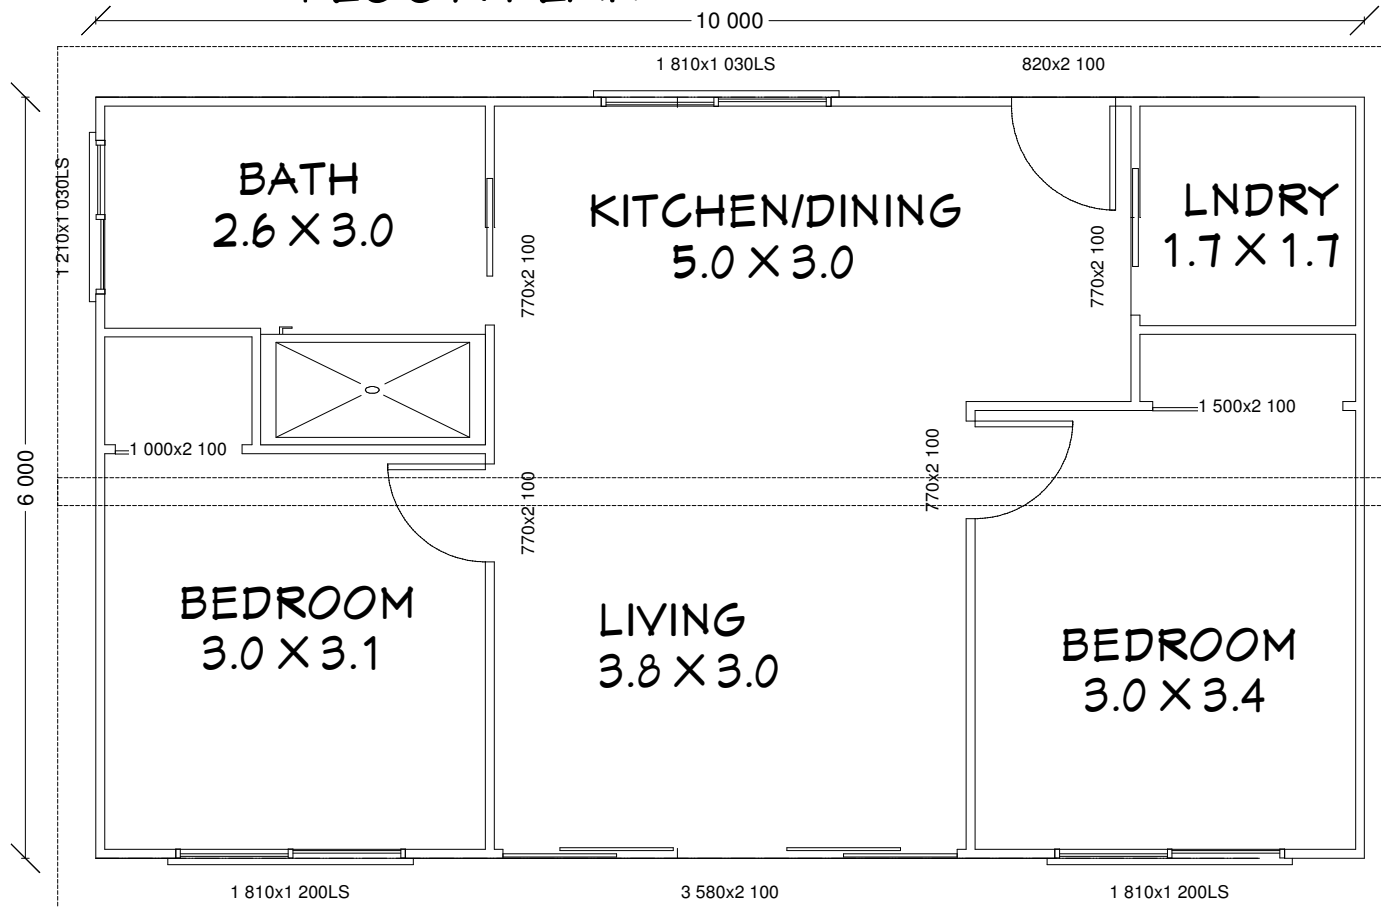 10 000
1 810x1 030LS
820x2 100
1 210x1 030LS
BATH
2.6 X 3.0
KITCHEN/DINING
5.0 X 3.0
LNDRY
1.7 X 1.7
770x2 100
770x2 100
1 500x2 100
1 000x2 100
6 000
770x2 100
770x2 100
BEDROOM
3.0 X 3.1
LIVING
3.8 X 3.0
BEDROOM
3.0 X 3.4
1 810x1 200LS
3 580x2 100
1 810x1 200LS